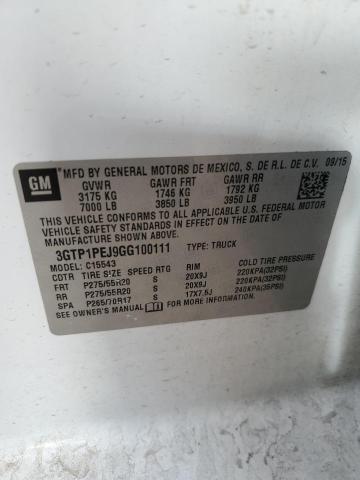 GM
MFD BY GENERAL MOTORS DE MEXICO, S. DE R.L. DE C.V. 09/15
GVWR GAWR FRT GAWR RR
3175 KG 1746 KG 1792 KG
7000 LB 3850 LB 3950 LB
THIS VEHICLE CONFORMS TO ALL APPLICABLE U.S. FEDERAL MOTOR
VEHICLE SAFETY STANDARDS IN EFFECT ON THE DATE OF
MANUFACTURE SHOWN ABOVE.
3GTP1PEJ9GG100111 TYPE: TRUCK
MODEL: C15543
CDTR TIRE SIZE SPEED RTG RIM COLD TIRE PRESSURE
FRT P275/55R20 S 20X9J 220KPA(32PSI)
RR P275/55R20 S 20X9J 220KPA(32PSI)
SPA P265/70R17 S 17X7.5J 240KPA(35PSI)
SEE OWNER'S MANUAL FOR ADDITIONAL INFORMATION.